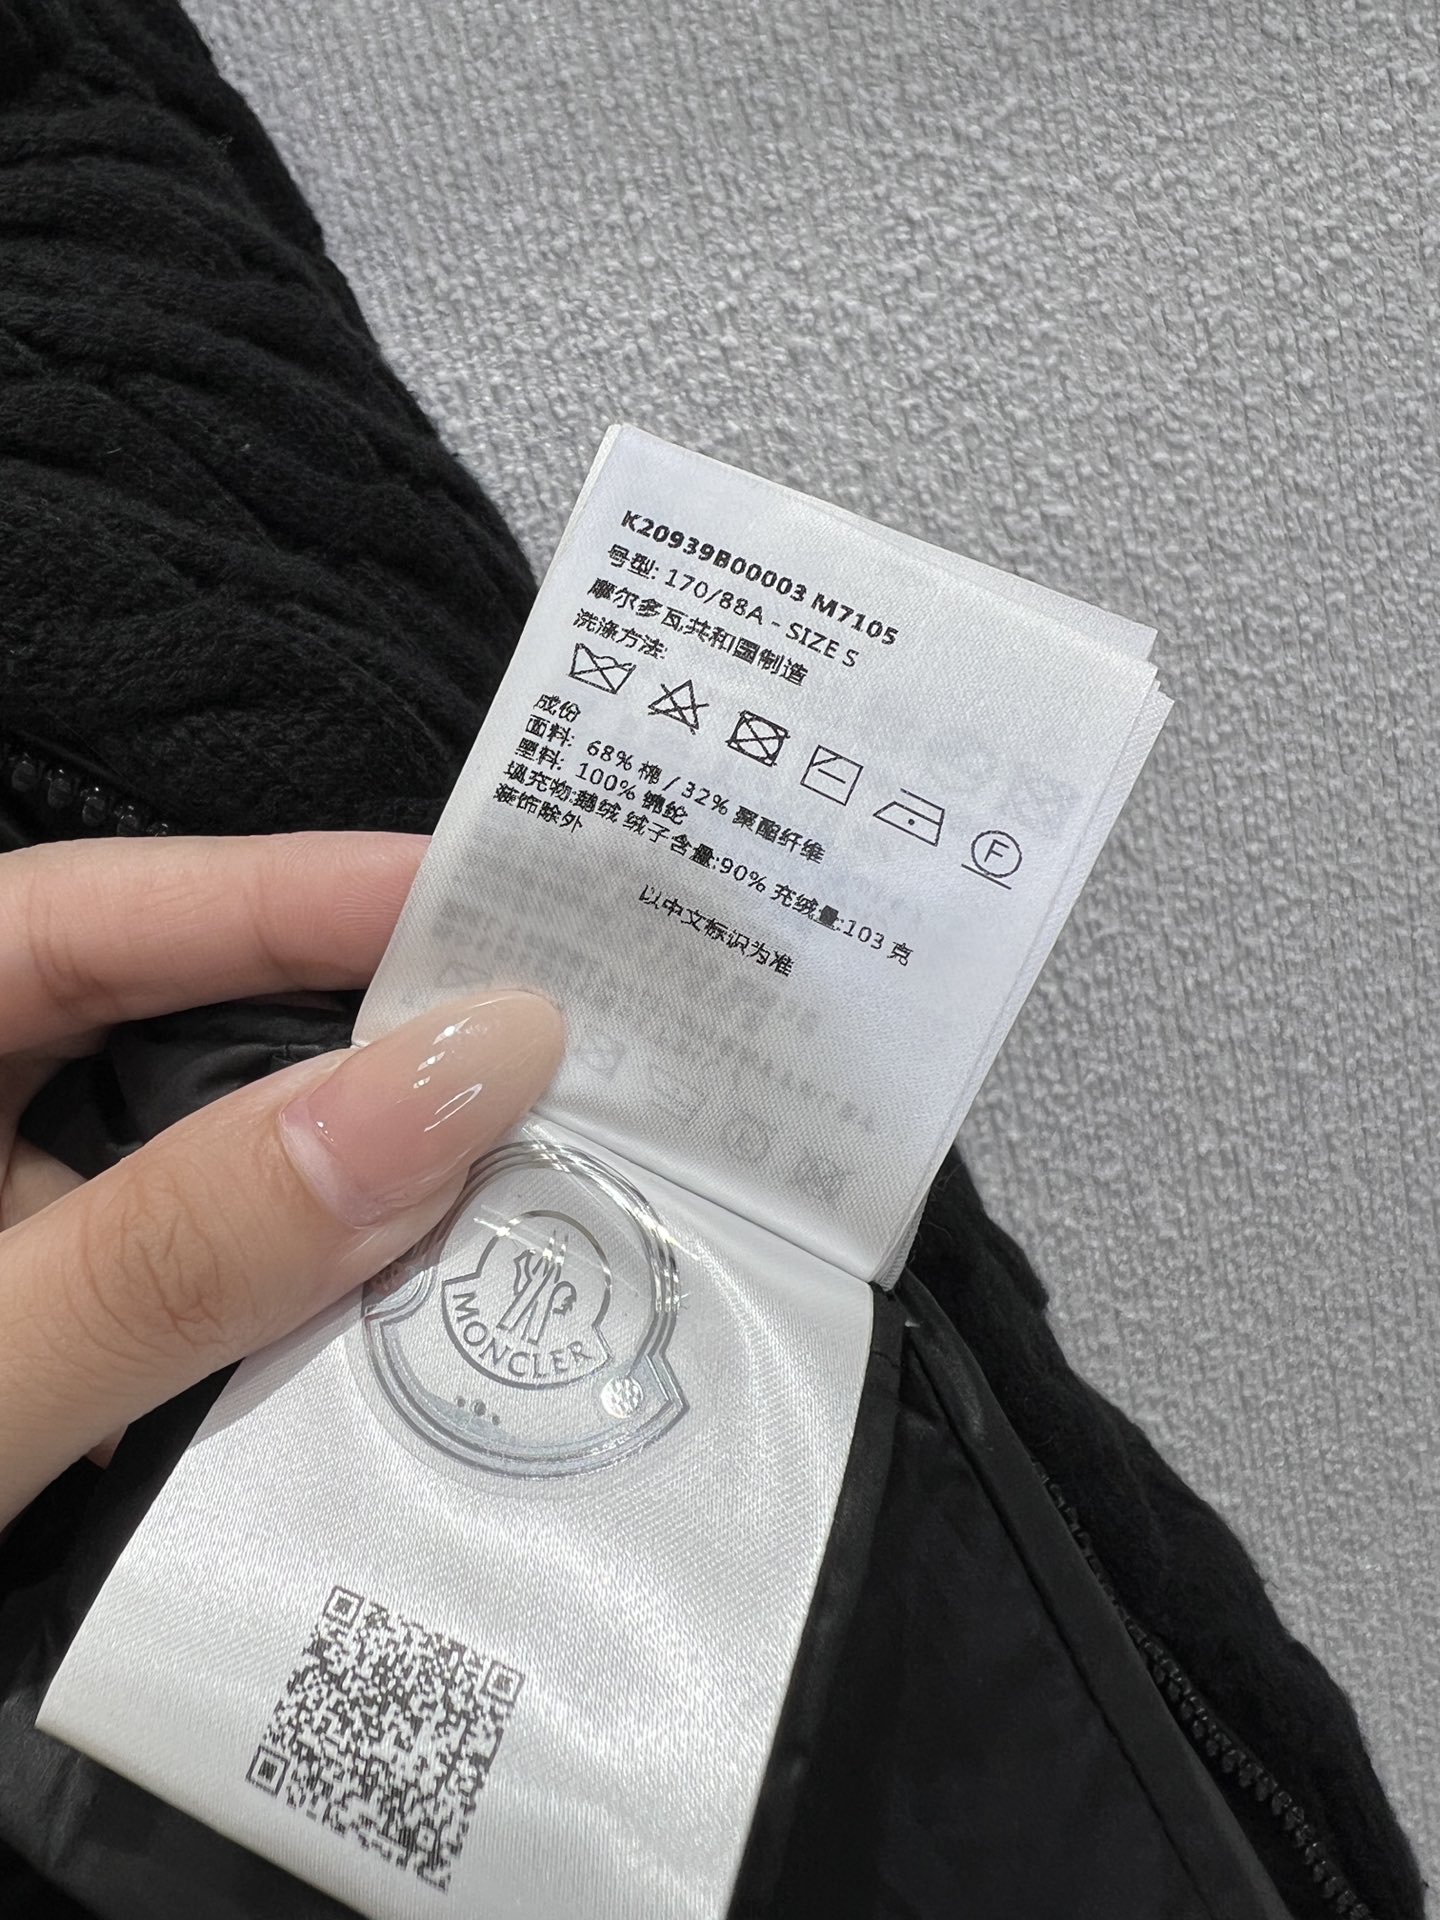 K20939B00003 M7105
号型: 170/88A - SIZE S
摩尔多瓦共和国制造
洗涤方法:
F
成份
面料: 68% 棉 / 32% 聚酯纤维
里料: 100% 锦纶
填充物:鹅绒 绒子含量:90% 充绒量:103 克
装饰除外
以中文标识为准
MONCLER